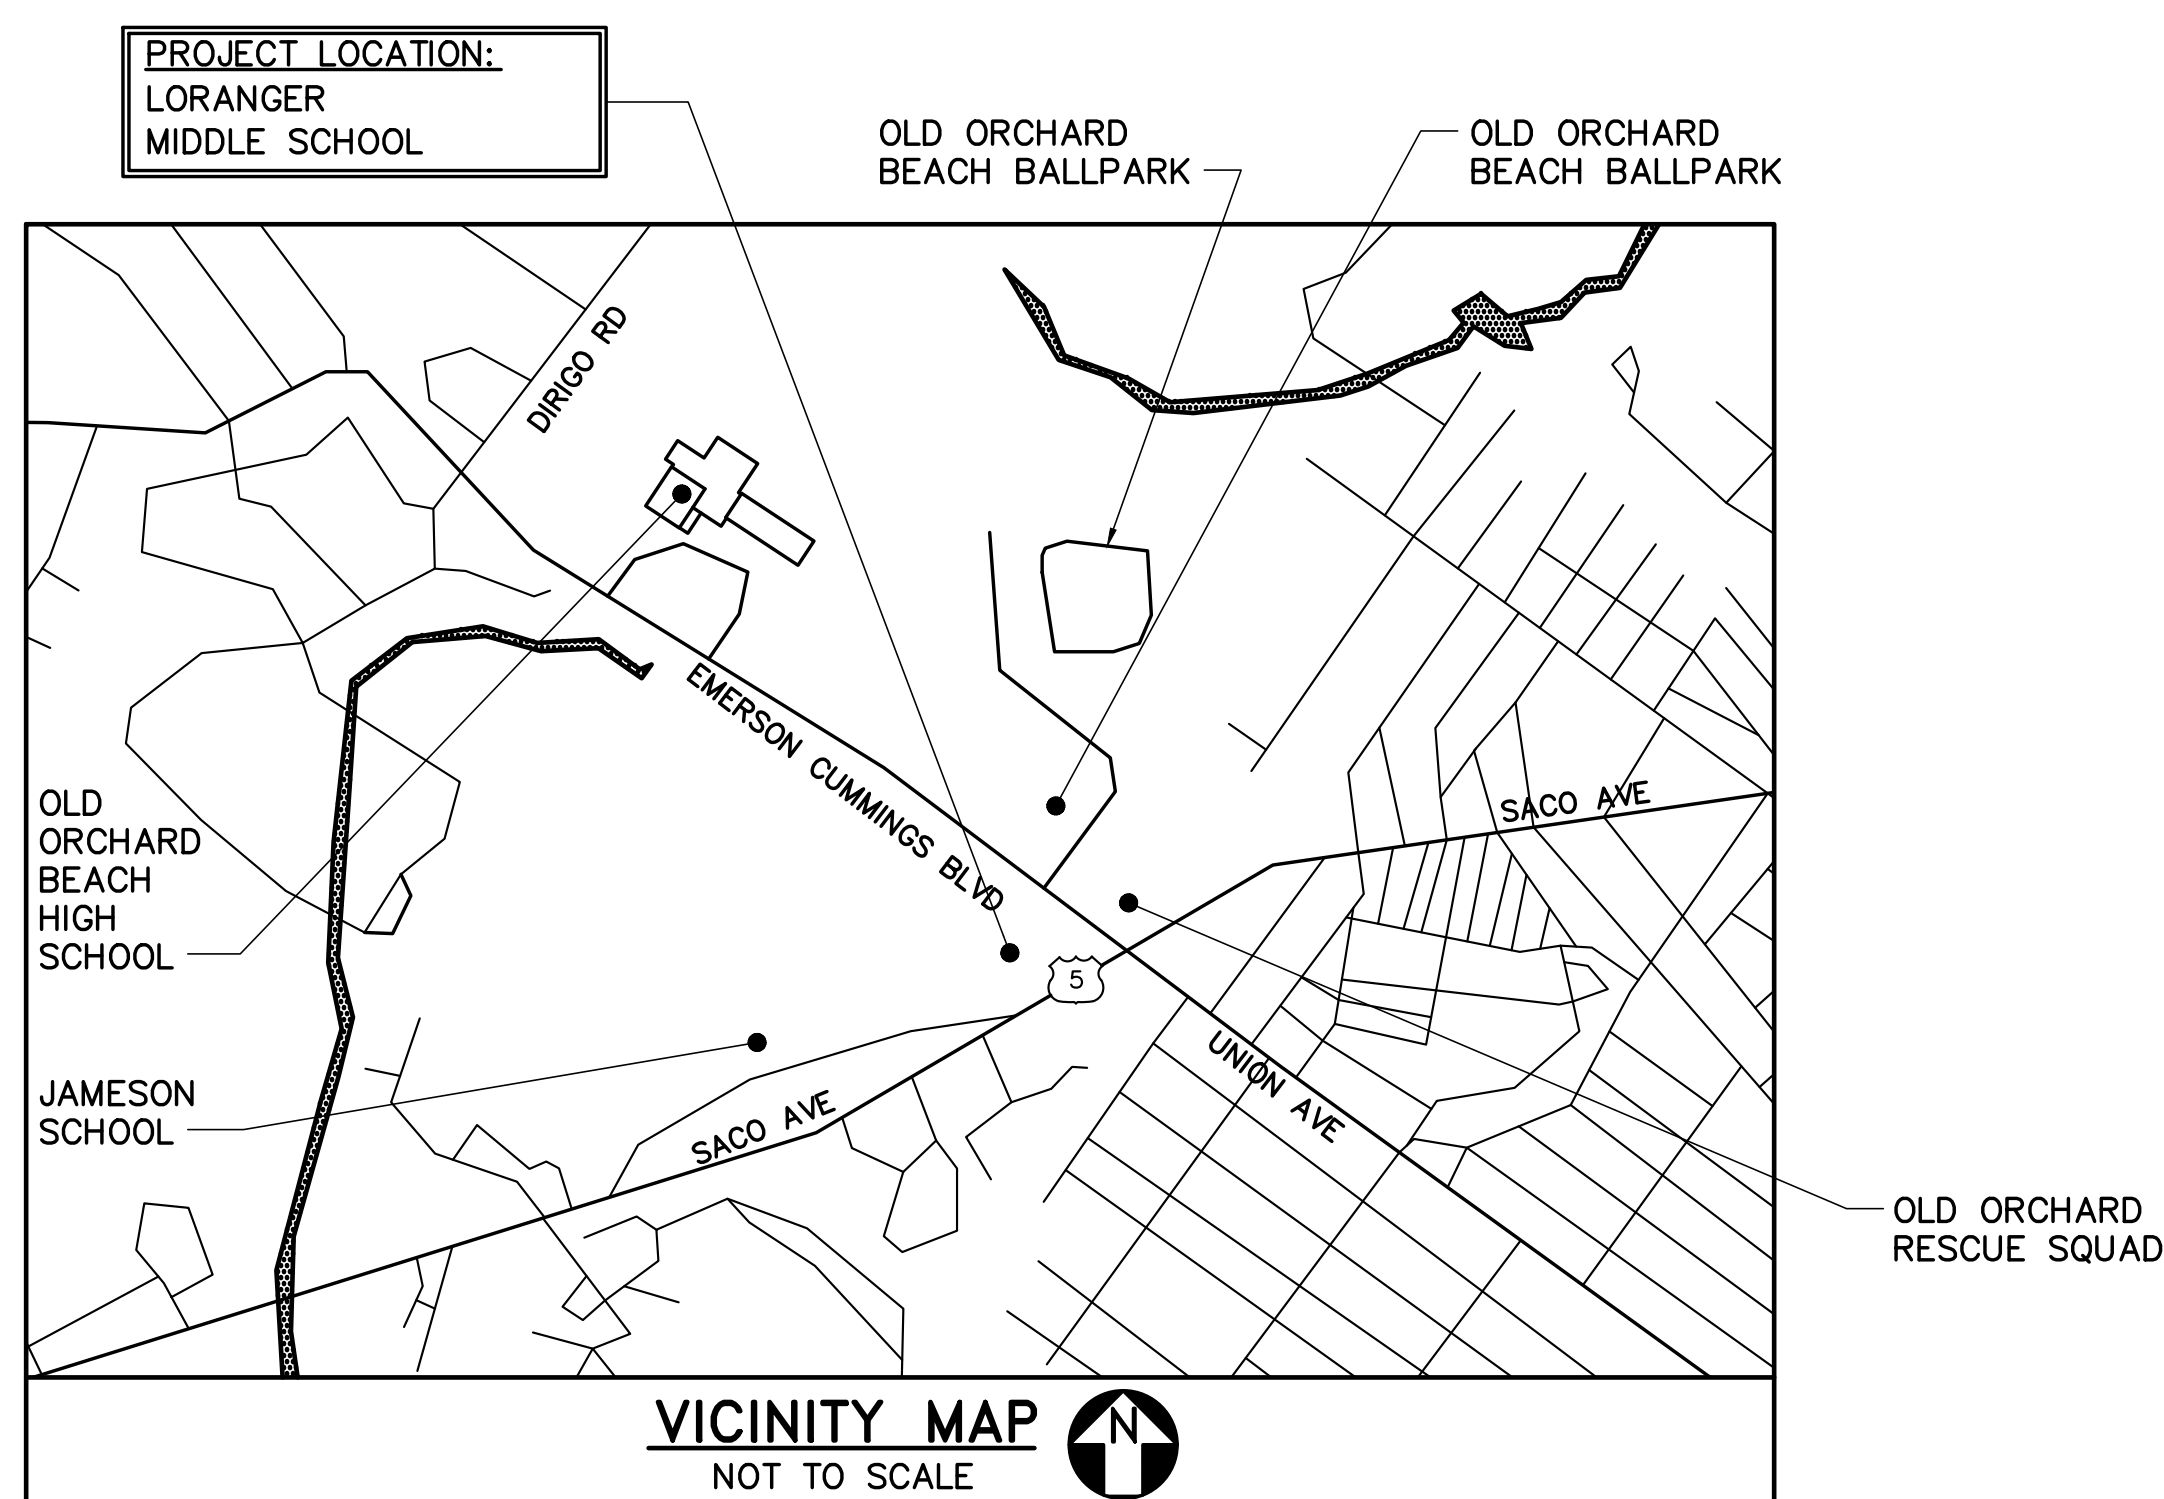 PROJECT LOCATION:
LORANGER
MIDDLE SCHOOL
OLD ORCHARD
BEACH BALLPARK
OLD ORCHARD
BEACH BALLPARK
DIRIGO RD
EMERSON CUMMINGS BLVD
SACO AVE
OLD
ORCHARD
BEACH
HIGH
SCHOOL
5
UNION AVE
JAMESON
SCHOOL
SACO AVE
OLD ORCHARD
RESCUE SQUAD
VICINITY MAP
N
NOT TO SCALE